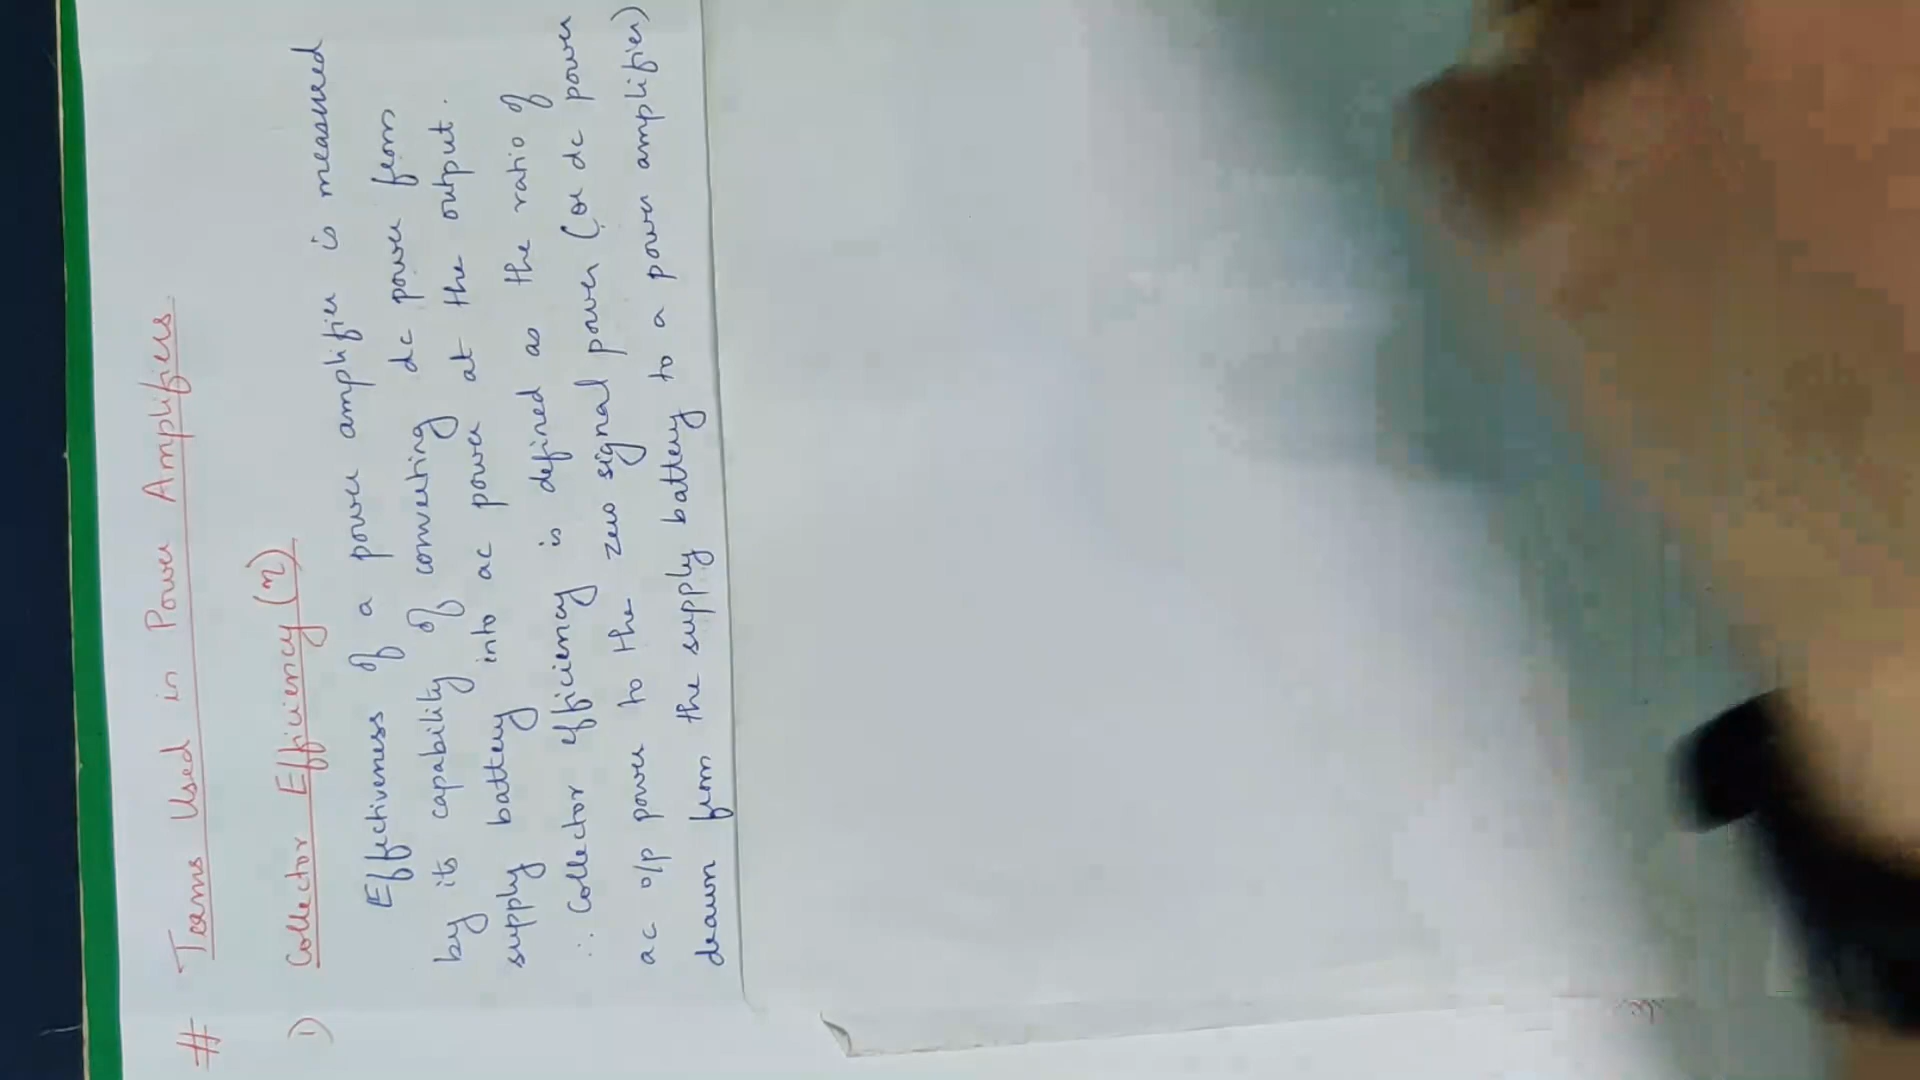 # Terms Used in Power Amplifiers.
1) Collector Efficiency (η)
Effectiveness of a power amplifier is measured
by its capability of converting dc power from
supply battery into ac power at the output.
∴ Collector efficiency is defined as the ratio of
ac o/p power to the zero signal power (or dc power
drawn from the supply battery to a power amplifier)